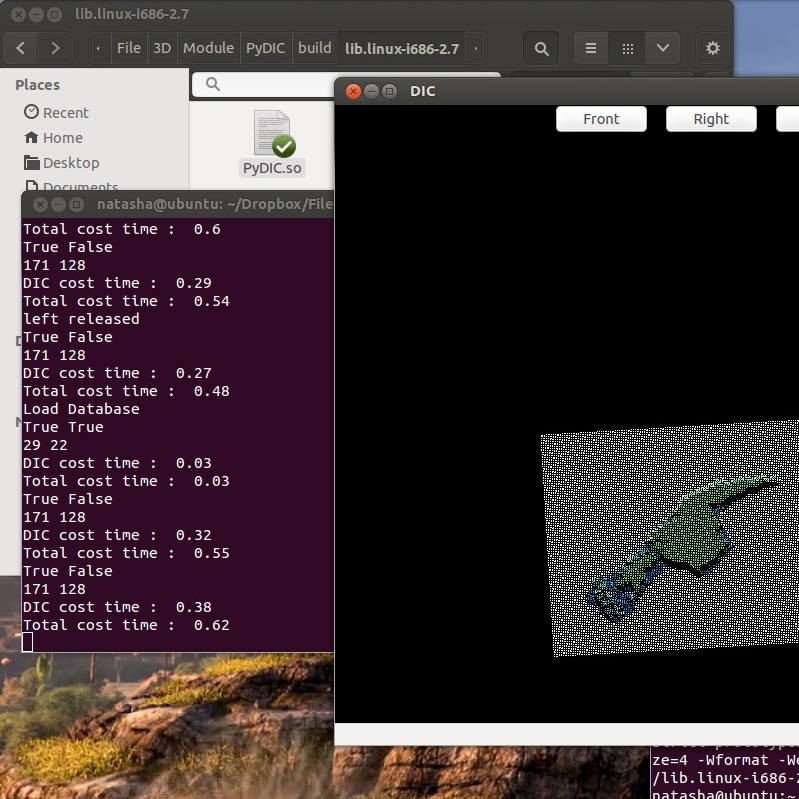 lib.linux-i686-2.7
File 3D Module PyDIC build lib.linux-i686-2.7
Places
Recent
Home
Desktop
Documents
PyDIC.so
DIC
Front Right
natasha@ubuntu: ~/Dropbox/File
Total cost time :  0.6
True False
171 128
DIC cost time :  0.29
Total cost time :  0.54
left released
True False
171 128
DIC cost time :  0.27
Total cost time :  0.48
Load Database
True True
29 22
DIC cost time :  0.03
Total cost time :  0.03
True False
171 128
DIC cost time :  0.32
Total cost time :  0.55
True False
171 128
DIC cost time :  0.38
Total cost time :  0.62
ze=4 -Wformat -We
/lib.linux-i686-2
natasha@ubuntu:~